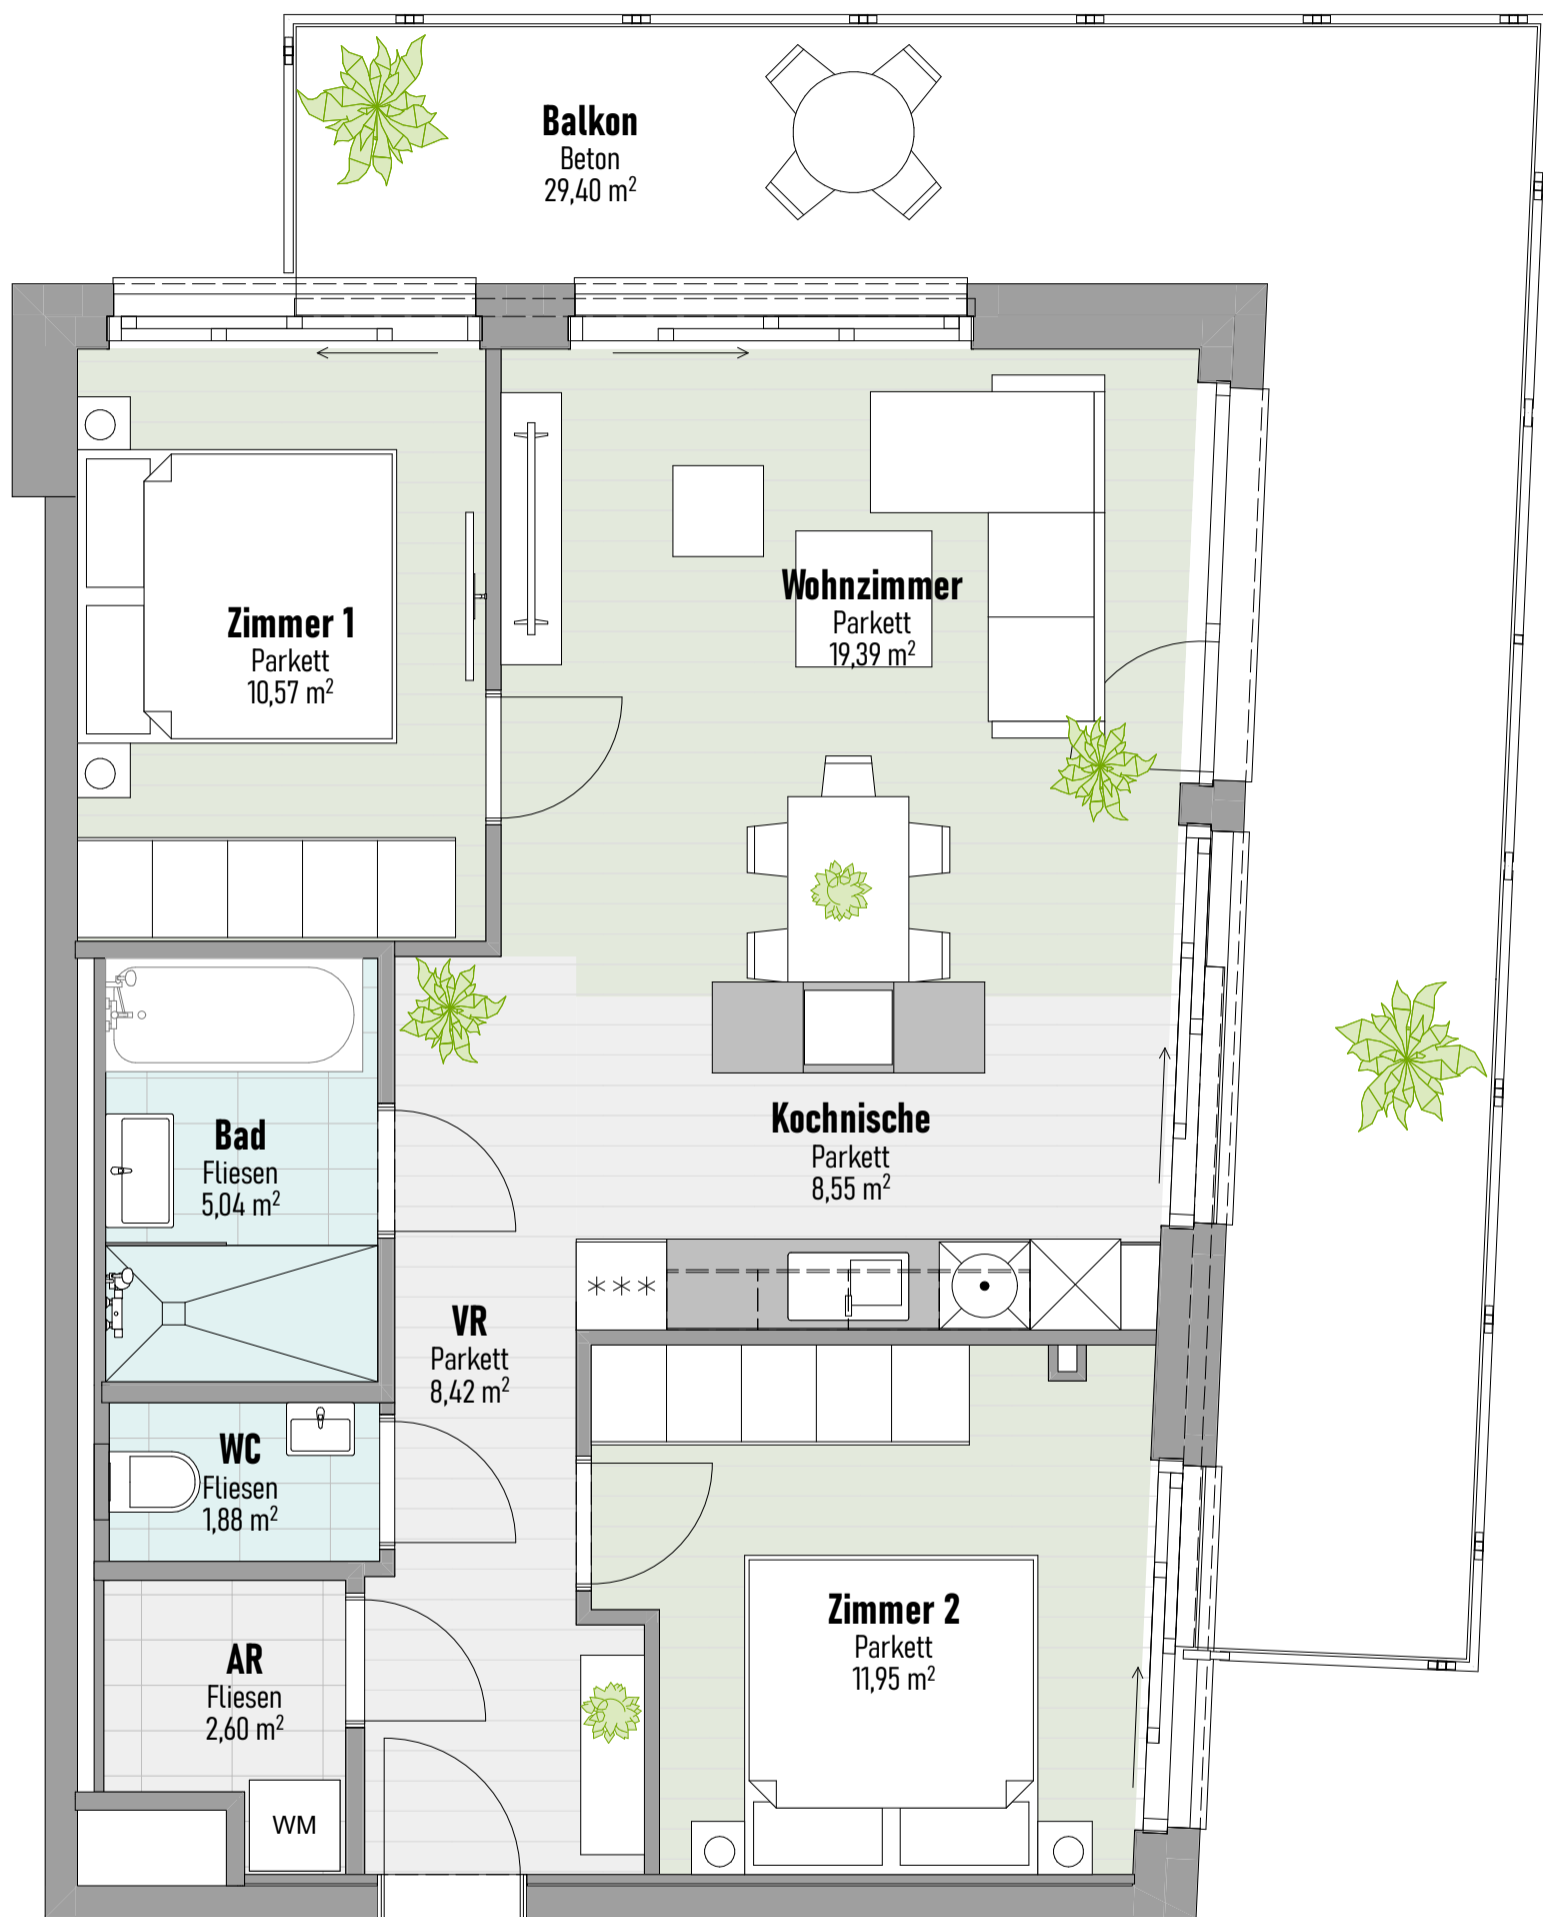 Balkon
Beton
29,40 m²
Wohnzimmer
Parkett
19,39 m²
Zimmer 1
Parkett
10,57 m²
Kochnische
Parkett
8,55 m²
Bad
Fliesen
5,04 m²
VR
Parkett
8,42 m²
WC
Fliesen
1,88 m²
Zimmer 2
Parkett
11,95 m²
AR
Fliesen
2,60 m²
WM